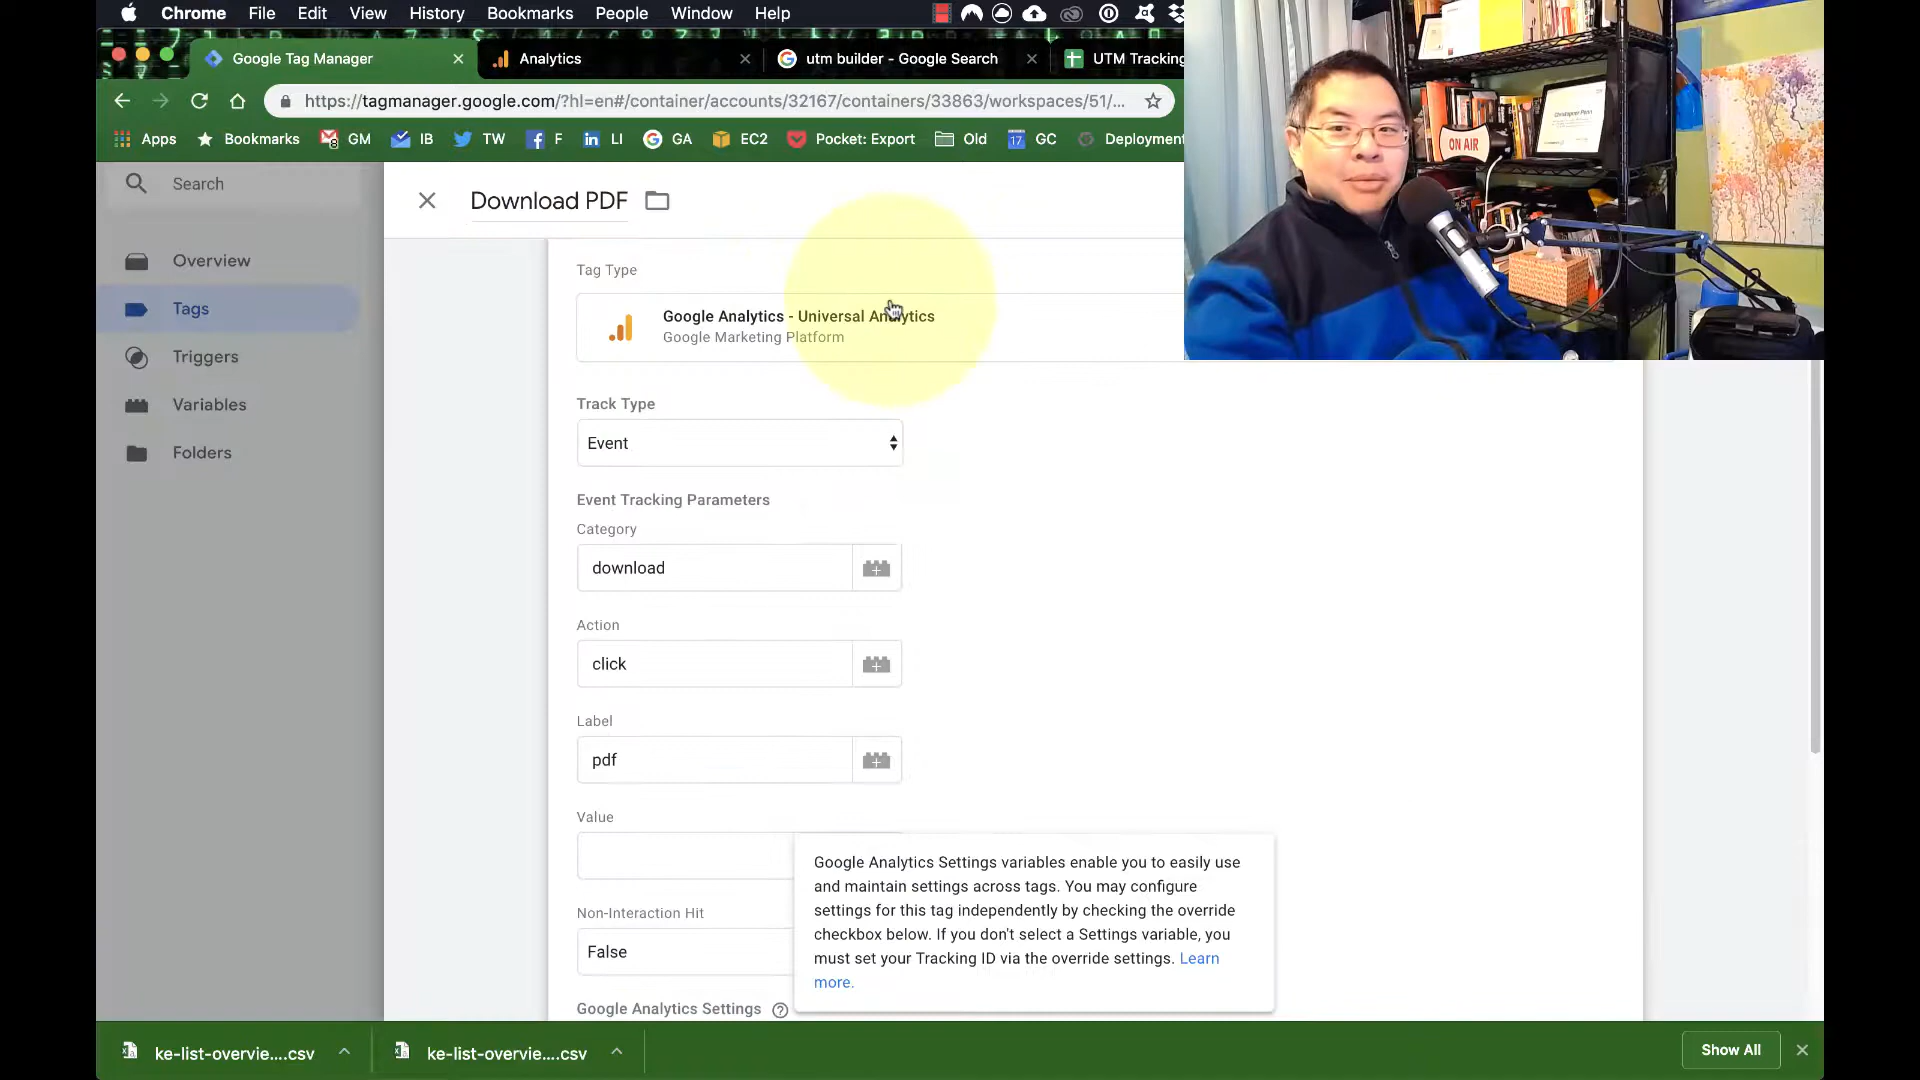 Chrome File Edit View History Bookmarks People Window Help
Google Tag Manager
Analytics
utm builder - Google Search
UTM Tracking
https://tagmanager.google.com/?hl=en#/container/accounts/32167/containers/33863/workspaces/51/...
Apps Bookmarks GM IB TW F LI GA EC2 Pocket: Export Old GC Deployment
8
17
ON AIR
Christopher Penn
Search
Download PDF
Overview
Tags
Triggers
Variables
Folders
Tag Type
Google Analytics - Universal Analytics
Google Marketing Platform
Track Type
Event
Event Tracking Parameters
Category
download
Action
click
Label
pdf
Value
Non-Interaction Hit
False
Google Analytics Settings
Google Analytics Settings variables enable you to easily use
and maintain settings across tags. You may configure
settings for this tag independently by checking the override
checkbox below. If you don't select a Settings variable, you
must set your Tracking ID via the override settings. Learn
more.
ke-list-overvie....csv
ke-list-overvie....csv
Show All